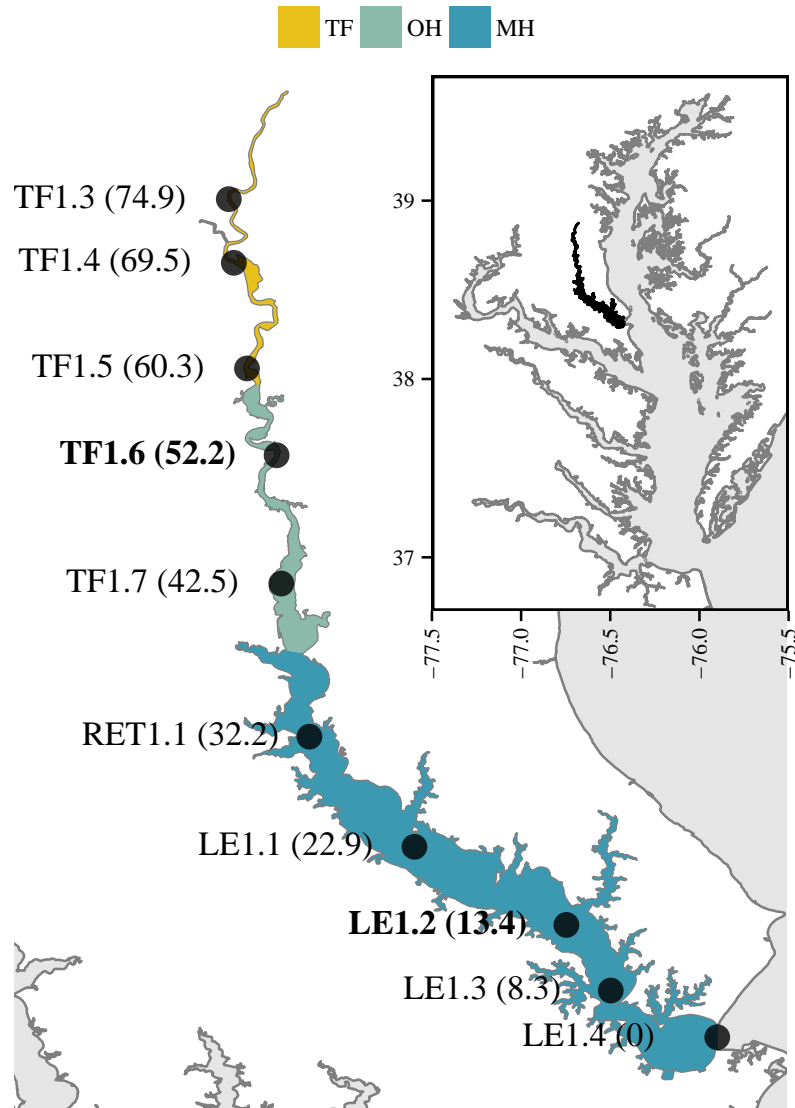 TF OH MH
TF1.3 (74.9)
TF1.4 (69.5)
TF1.5 (60.3)
TF1.6 (52.2)
TF1.7 (42.5)
RET1.1 (32.2)
LE1.1 (22.9)
LE1.2 (13.4)
LE1.3 (8.3)
LE1.4 (0)
39
38
37
−77.5
−77.0
−76.5
−76.0
−75.5